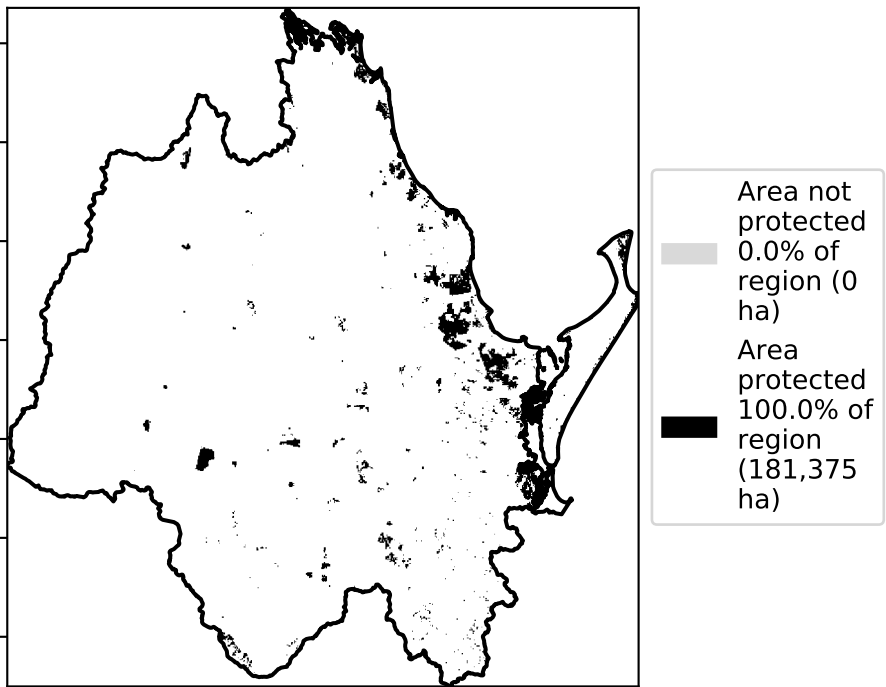 Area not
protected
0.0% of
region (0
ha)
Area
protected
100.0% of
region
(181,375
ha)